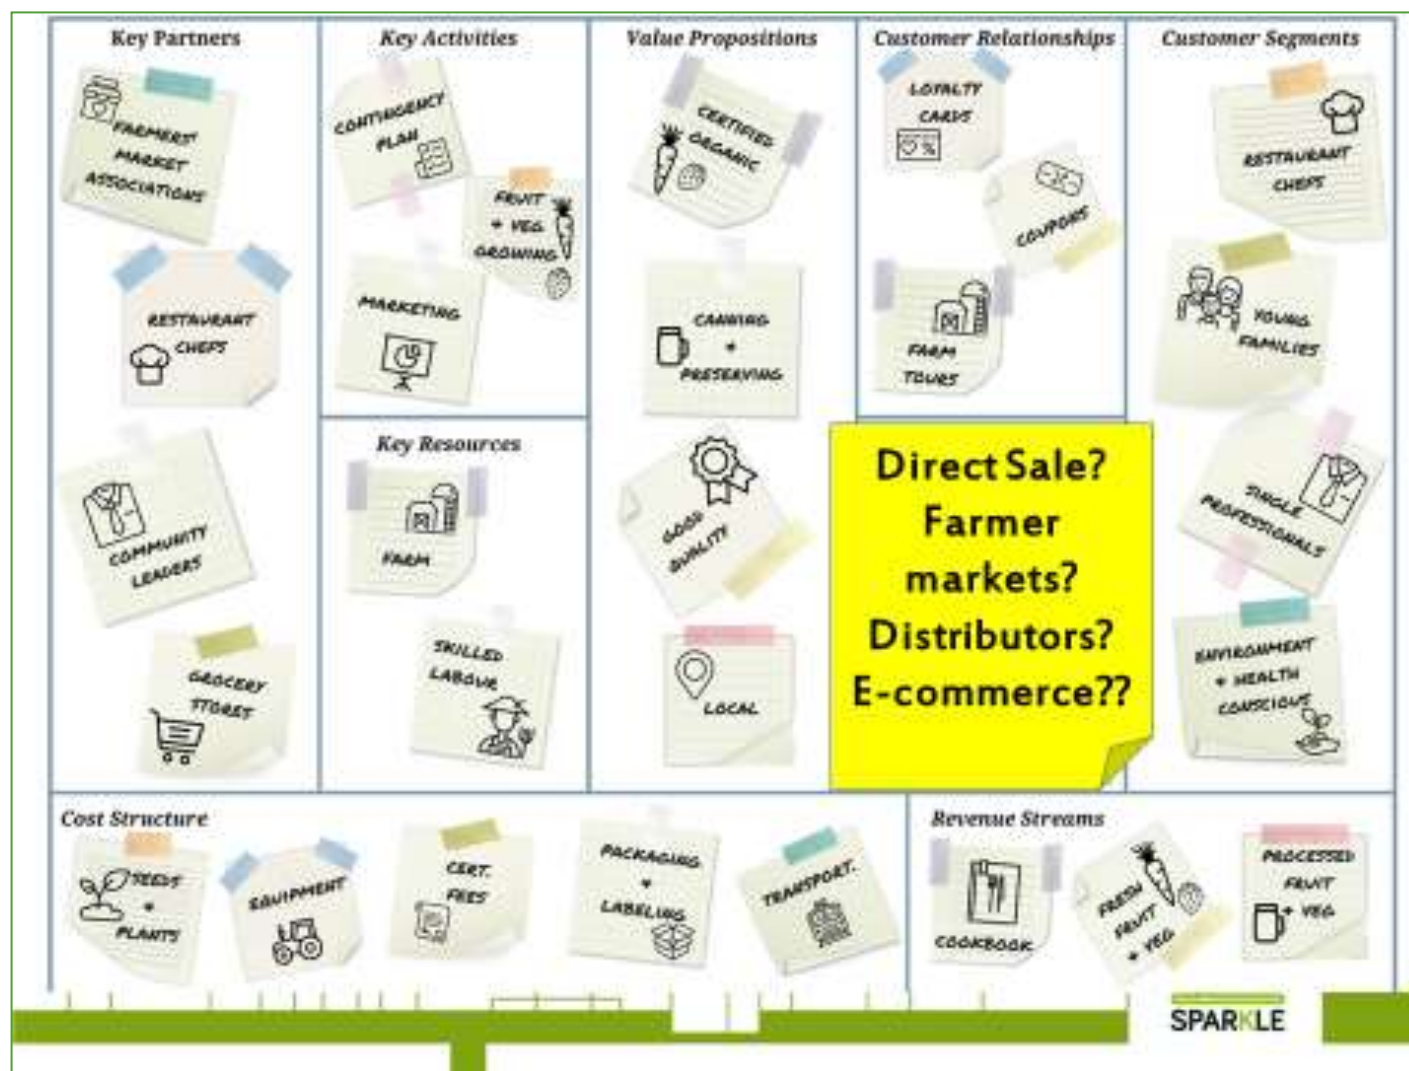 Key Partners
FARMERS'
MARKET
ASSOCIATIONS
RESTAURANT
CHEFS
COMMUNITY
LEADERS
GROCERY
STORES
Key Activities
CONTINGENCY
PLAN
FRUIT
+ VEG
GROWING
MARKETING
Key Resources
FARM
SKILLED
LABOUR
Value Propositions
CERTIFIED
ORGANIC
CANNING
+
PRESERVING
GOOD
QUALITY
LOCAL
Customer Relationships
LOYALTY
CARDS
COUPONS
FARM
TOURS
Direct Sale?
Farmer
markets?
Distributors?
E-commerce??
Customer Segments
RESTAURANT
CHEFS
YOUNG
FAMILIES
SINGLE
PROFESSIONALS
ENVIRONMENT
+ HEALTH
CONSCIOUS
Cost Structure
SEEDS
+
PLANTS
EQUIPMENT
CERT.
FEES
PACKAGING
+
LABELING
TRANSPORT.
Revenue Streams
COOKBOOK
FRESH
FRUIT
+ VEG
PROCESSED
FRUIT
+ VEG
SPARKLE